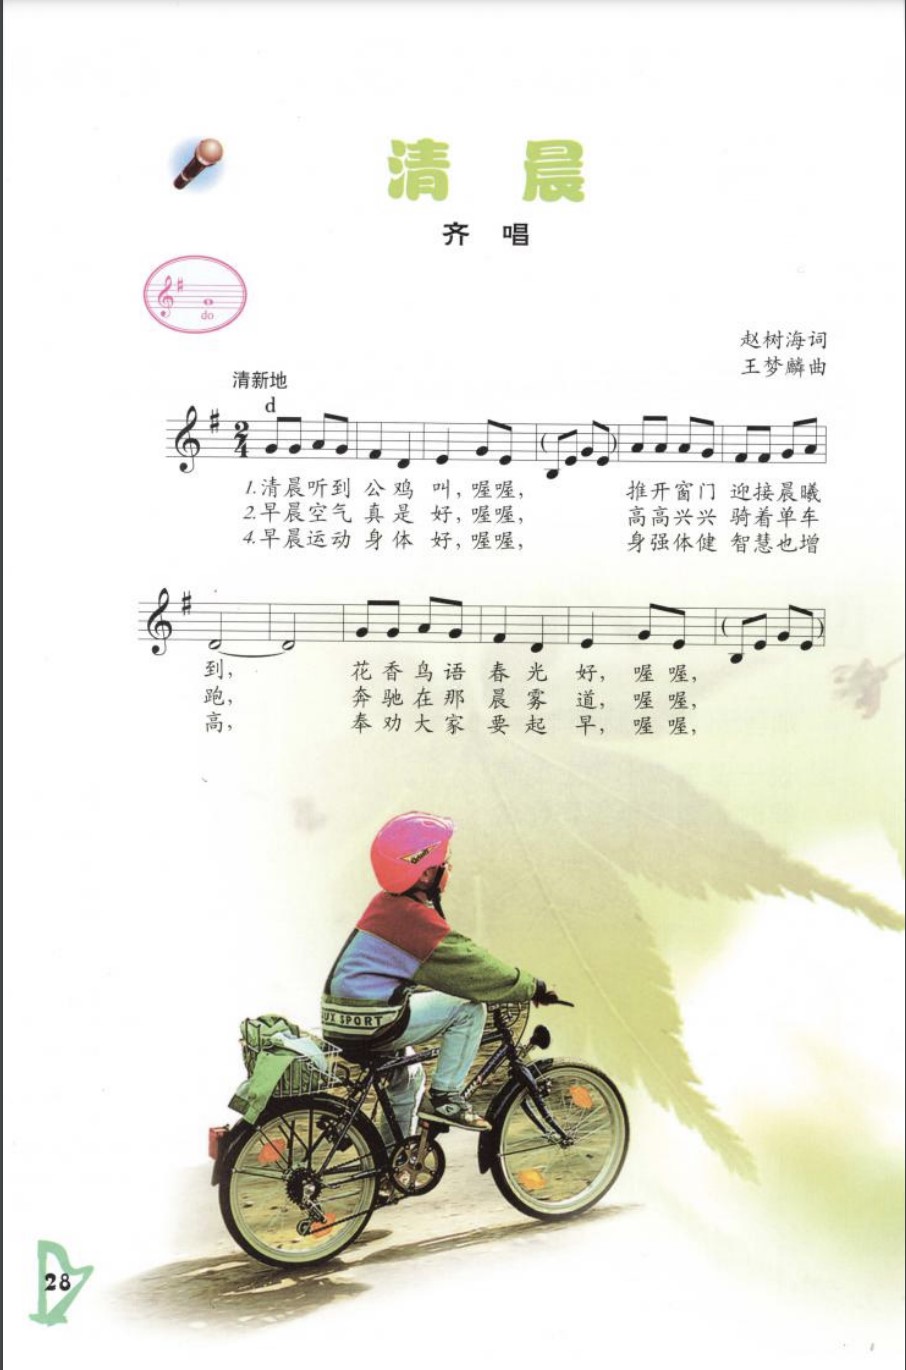 清 晨
齐 唱
do
赵树海词
王梦麟曲
清新地
d
2
4
1.清晨听到 公鸡 叫,喔喔, 推开窗门 迎接晨曦
2.早晨空气 真是 好,喔喔, 高高兴兴 骑着单车
4.早晨运动 身体 好,喔喔, 身强体健 智慧也增
到, 花香鸟语 春光 好, 喔喔,
跑, 奔驰在那 晨雾 道, 喔喔,
高, 奉劝大家 要起 早, 喔喔,
UX SPORT
28